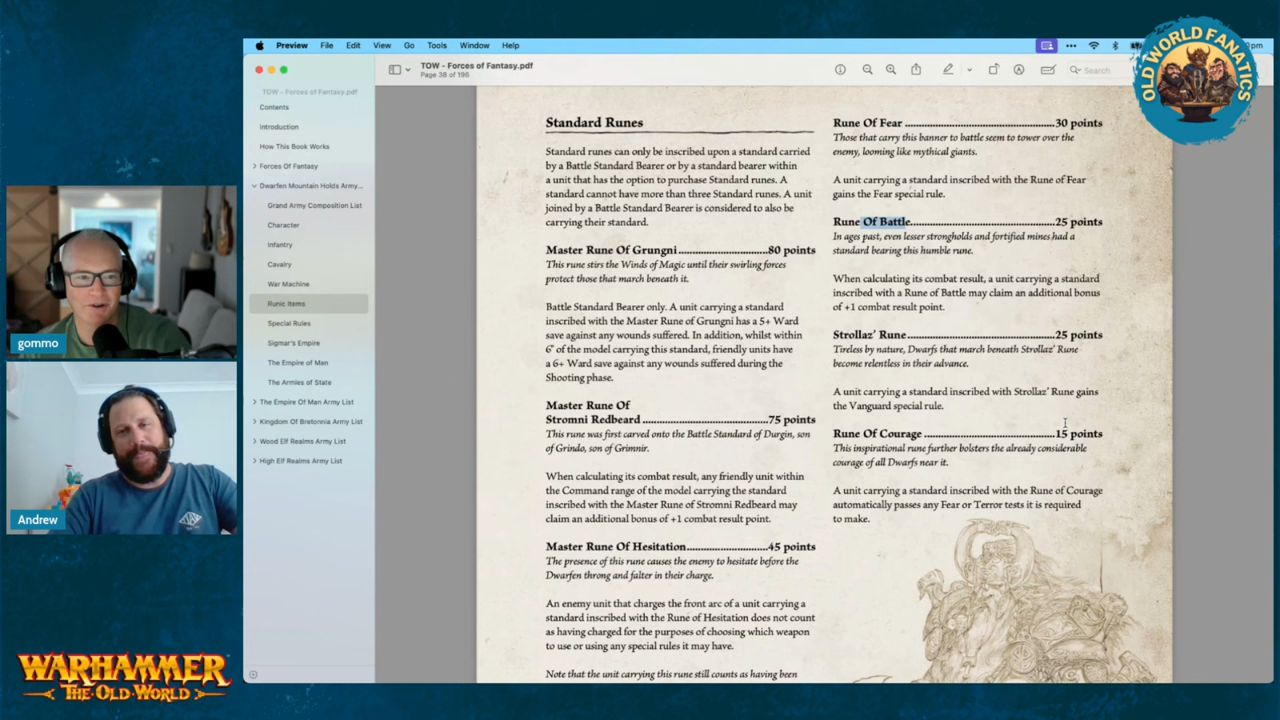 Preview File Edit View Go Tools Window Help
TOW - Forces of Fantasy.pdf
Page 38 of 196
Search
OLD WORLD FANATICS
TOW - Forces of Fantasy.pdf
Contents
Introduction
How This Book Works
Forces Of Fantasy
Dwarfen Mountain Holds Army...
Grand Army Composition List
Character
Infantry
Cavalry
War Machine
Runic Items
Special Rules
Sigmar's Empire
The Empire of Man
The Armies of State
The Empire Of Man Army List
Kingdom Of Bretonnia Army List
Wood Elf Realms Army List
High Elf Realms Army List
gommo
Andrew
WARHAMMER
THE OLD WORLD
Standard Runes
Standard runes can only be inscribed upon a standard carried
by a Battle Standard Bearer or by a standard bearer within
a unit that has the option to purchase Standard runes. A
standard cannot have more than three Standard runes. A unit
joined by a Battle Standard Bearer is considered to also be
carrying their standard.
Master Rune Of Grungni ........................80 points
This rune stirs the Winds of Magic until their swirling forces
protect those that march beneath it.
Battle Standard Bearer only. A unit carrying a standard
inscribed with the Master Rune of Grungni has a 5+ Ward
save against any wounds suffered. In addition, whilst within
6" of the model carrying this standard, friendly units have
a 6+ Ward save against any wounds suffered during the
Shooting phase.
Master Rune Of
Stromni Redbeard ..................................75 points
This rune was first carved onto the Battle Standard of Durgin, son
of Grindo, son of Grimnir.
When calculating its combat result, any friendly unit within
the Command range of the model carrying the standard
inscribed with the Master Rune of Stromni Redbeard may
claim an additional bonus of +1 combat result point.
Master Rune Of Hesitation......................45 points
The presence of this rune causes the enemy to hesitate before the
Dwarfen throng and falter in their charge.
An enemy unit that charges the front arc of a unit carrying a
standard inscribed with the Rune of Hesitation does not count
as having charged for the purposes of choosing which weapon
to use or using any special rules it may have.
Note that the unit carrying this rune still counts as having been
Rune Of Fear ........................................30 points
Those that carry this banner to battle seem to tower over the
enemy, looming like mythical giants.
A unit carrying a standard inscribed with the Rune of Fear
gains the Fear special rule.
Rune Of Battle.......................................25 points
In ages past, even lesser strongholds and fortified mines had a
standard bearing this humble rune.
When calculating its combat result, a unit carrying a standard
inscribed with a Rune of Battle may claim an additional bonus
of +1 combat result point.
Strollaz' Rune .......................................25 points
Tireless by nature, Dwarfs that march beneath Strollaz' Rune
become relentless in their advance.
A unit carrying a standard inscribed with Strollaz' Rune gains
the Vanguard special rule.
Rune Of Courage ...................................15 points
This inspirational rune further bolsters the already considerable
courage of all Dwarfs near it.
A unit carrying a standard inscribed with the Rune of Courage
automatically passes any Fear or Terror tests it is required
to make.